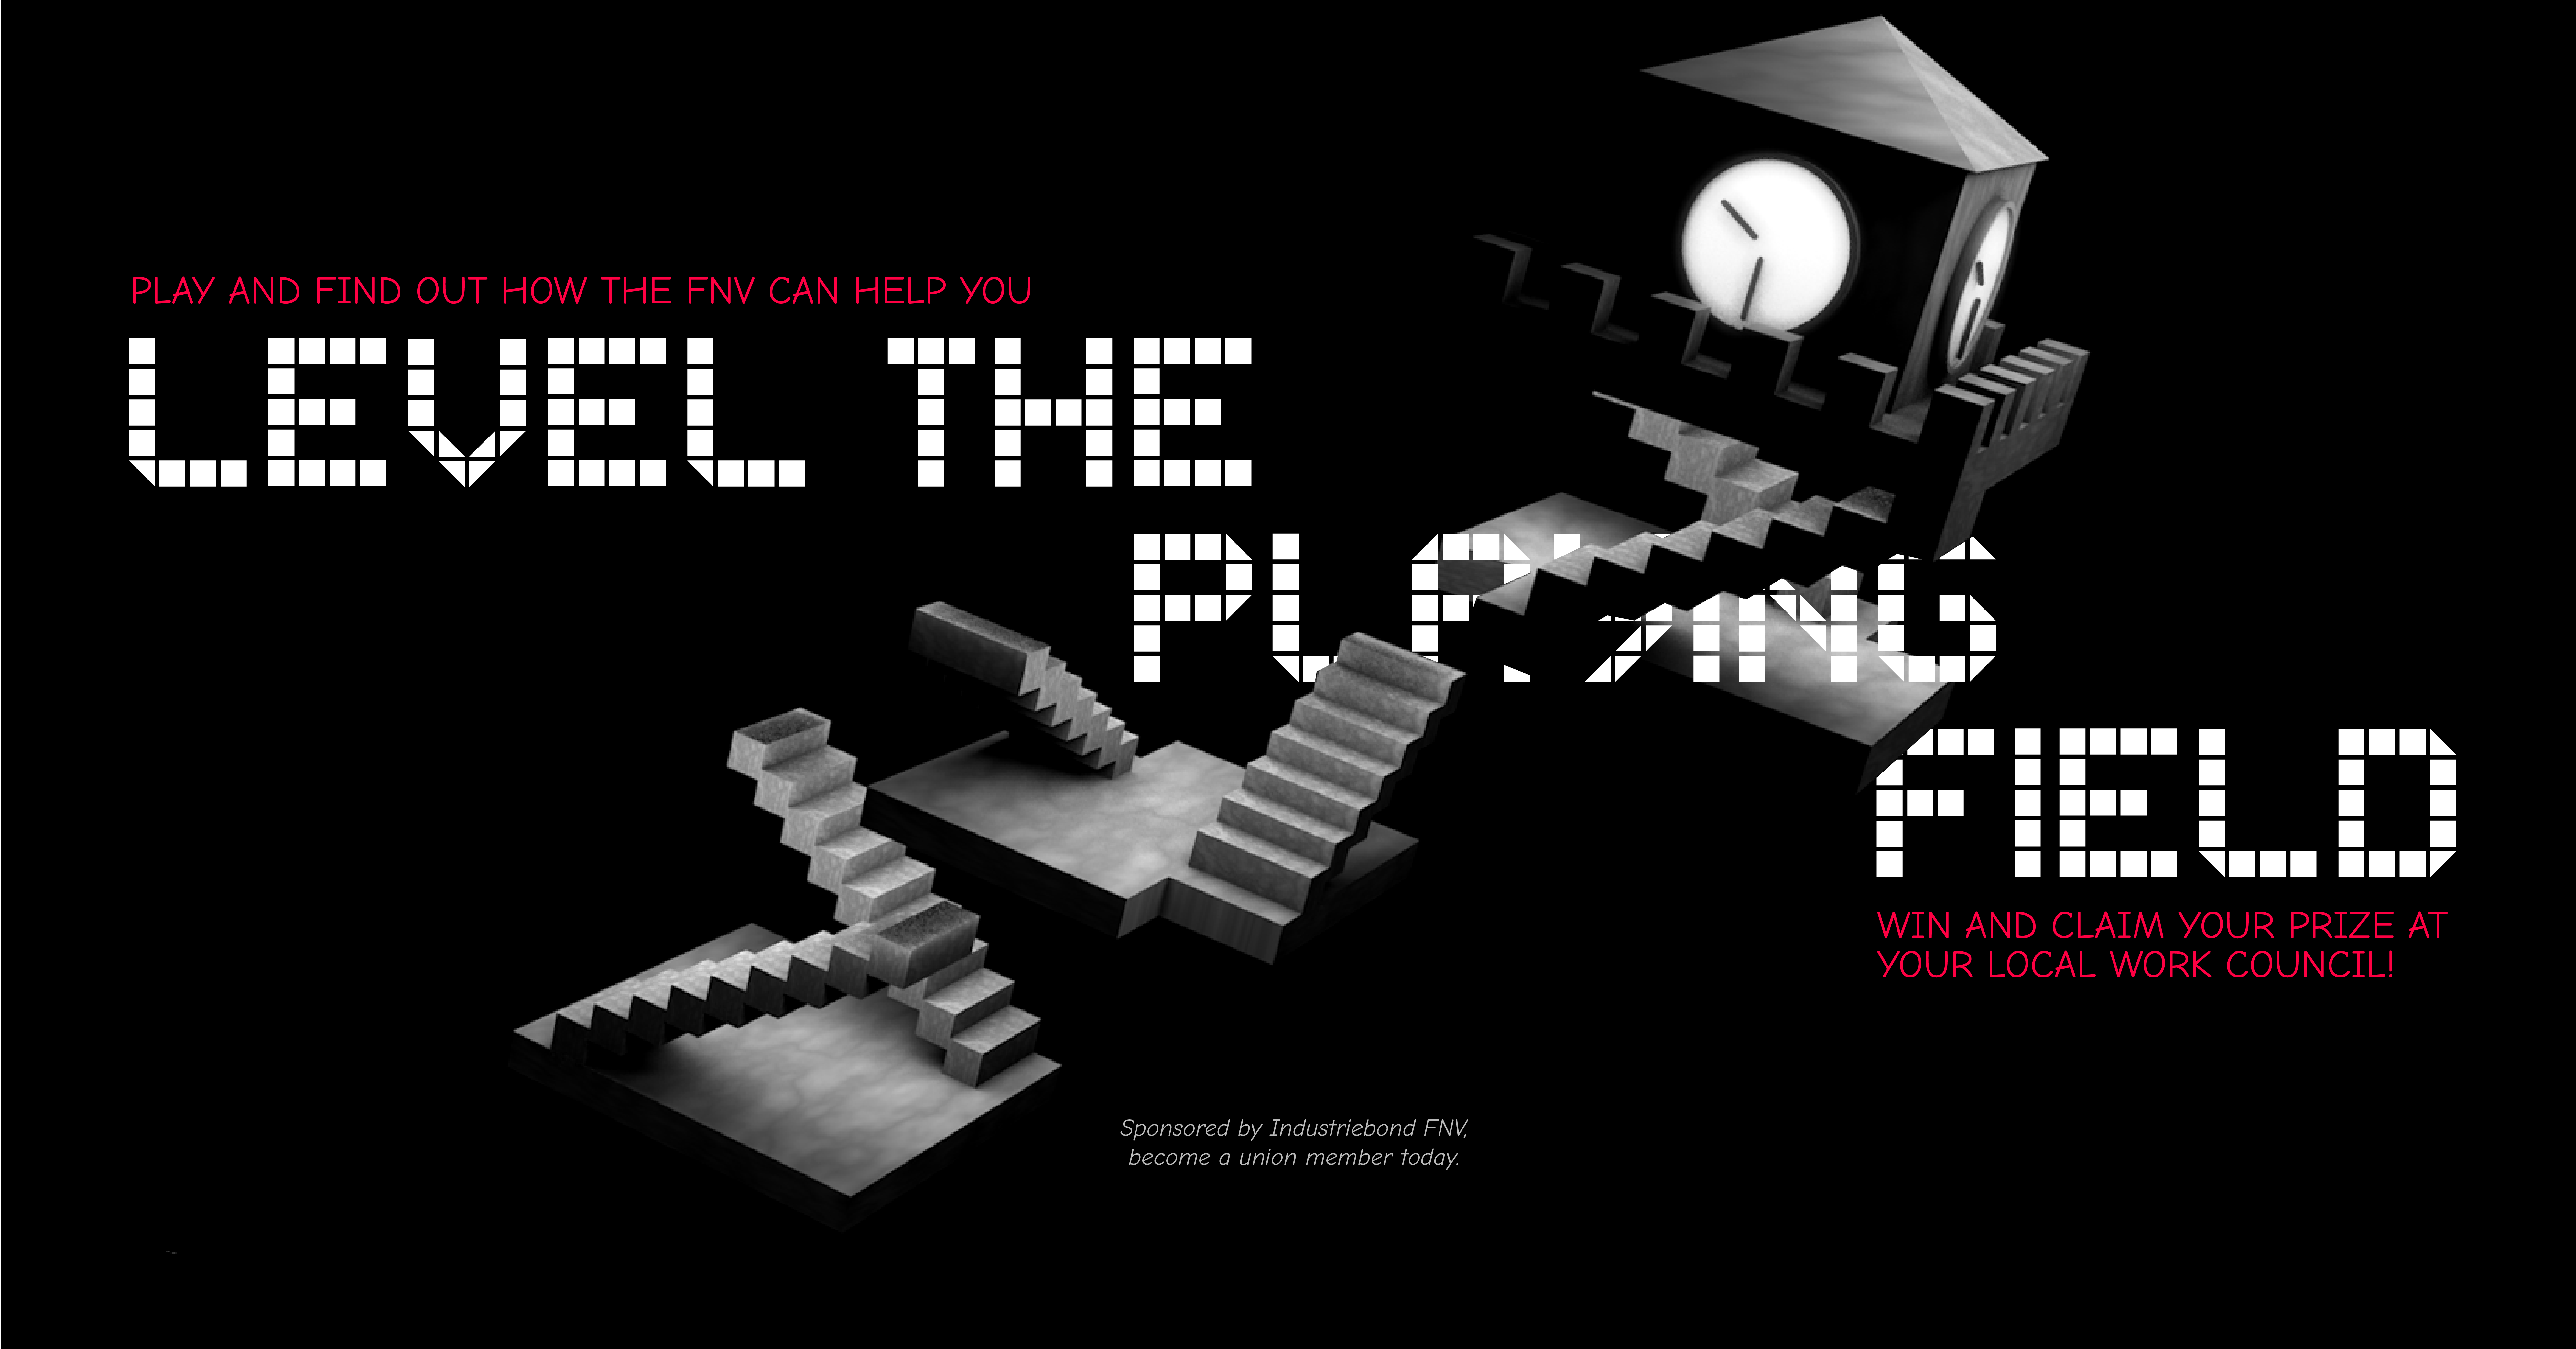 PLAY AND FIND OUT HOW THE FNV CAN HELP YOU
LEVEL THE
PLAYING
FIELD
WIN AND CLAIM YOUR PRIZE AT
YOUR LOCAL WORK COUNCIL!
Sponsored by Industriebond FNV,
become a union member today.